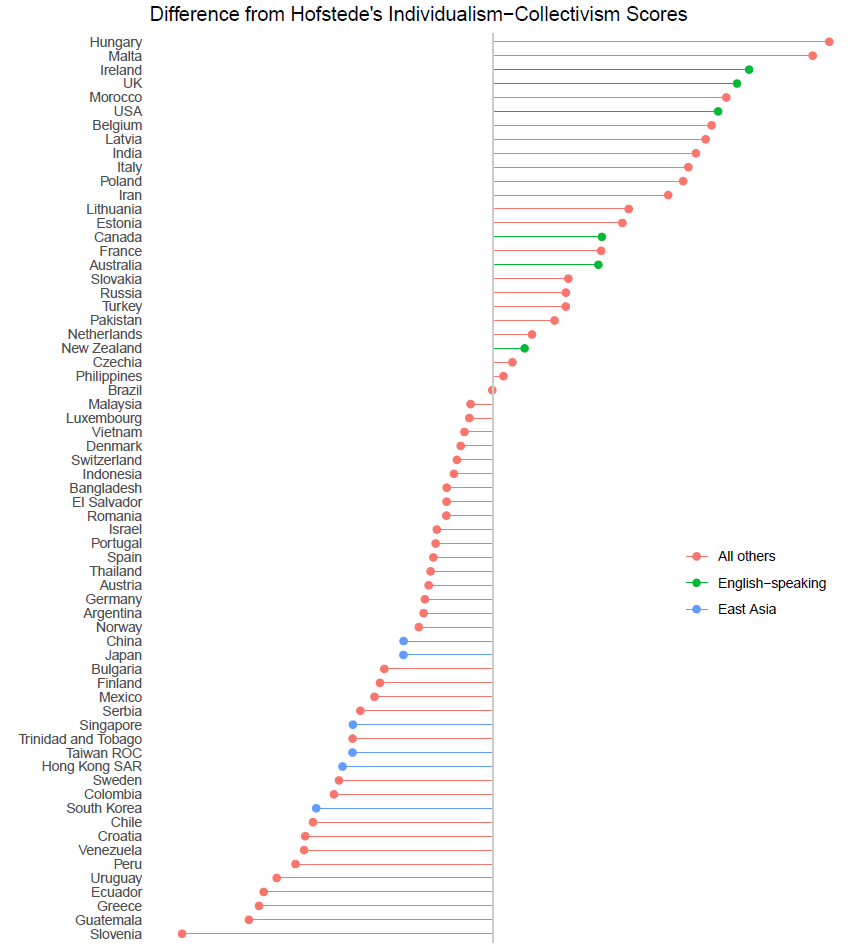 Difference from Hofstede's Individualism−Collectivism Scores
Hungary
Malta
Ireland
UK
Morocco
USA
Belgium
Latvia
India
Italy
Poland
Iran
Lithuania
Estonia
Canada
France
Australia
Slovakia
Russia
Turkey
Pakistan
Netherlands
New Zealand
Czechia
Philippines
Brazil
Malaysia
Luxembourg
Vietnam
Denmark
Switzerland
Indonesia
Bangladesh
El Salvador
Romania
Israel
Portugal
Spain
Thailand
Austria
Germany
Argentina
Norway
China
Japan
Bulgaria
Finland
Mexico
Serbia
Singapore
Trinidad and Tobago
Taiwan ROC
Hong Kong SAR
Sweden
Colombia
South Korea
Chile
Croatia
Venezuela
Peru
Uruguay
Ecuador
Greece
Guatemala
Slovenia
All others
English−speaking
East Asia